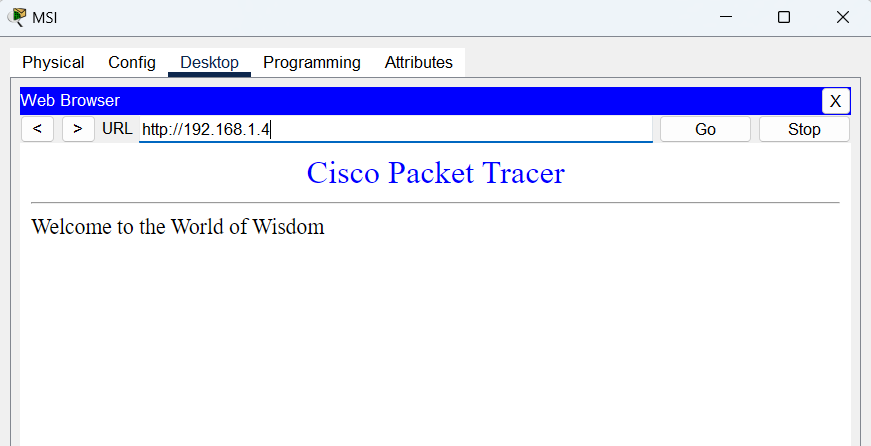 MSI
Physical Config Desktop Programming Attributes
Web Browser X
< > URL http://192.168.1.4 Go Stop
Cisco Packet Tracer
Welcome to the World of Wisdom